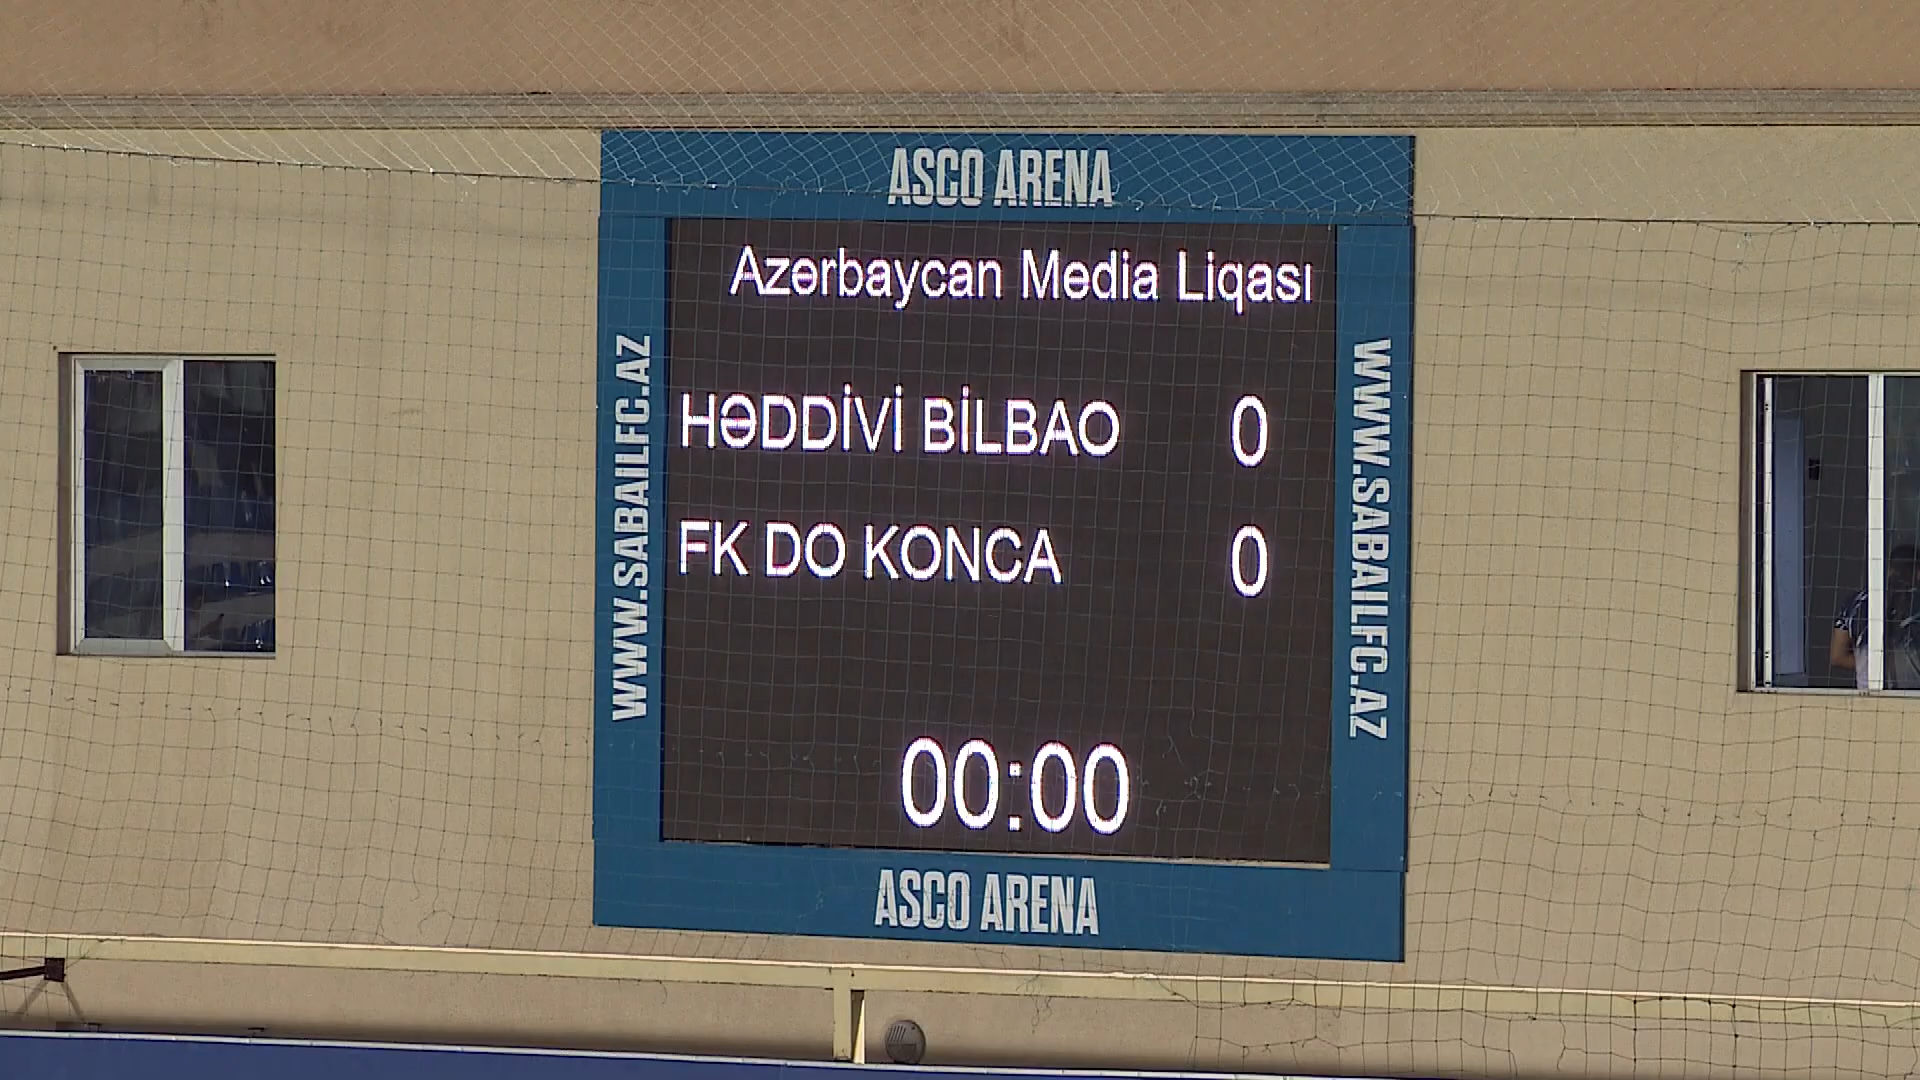 ASCO ARENA
Azərbaycan Media Liqası
HƏDDİVİ BİLBAO 0
FK DO KONCA 0
00:00
WWW.SABAILFC.AZ
WWW.SABAILFC.AZ
ASCO ARENA